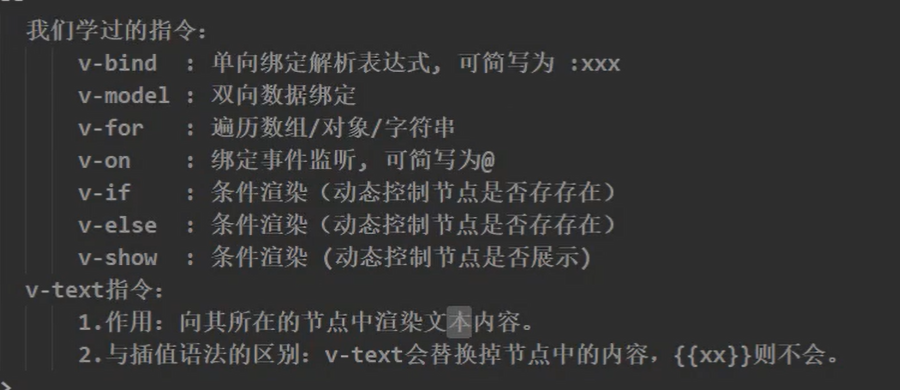 我们学过的指令:
v-bind : 单向绑定解析表达式, 可简写为 :xxx
v-model : 双向数据绑定
v-for : 遍历数组/对象/字符串
v-on : 绑定事件监听, 可简写为@
v-if : 条件渲染（动态控制节点是否存存在）
v-else : 条件渲染（动态控制节点是否存存在）
v-show : 条件渲染 (动态控制节点是否展示)
v-text指令:
1.作用：向其所在的节点中渲染文本内容。
2.与插值语法的区别：v-text会替换掉节点中的内容，{{xx}}则不会。